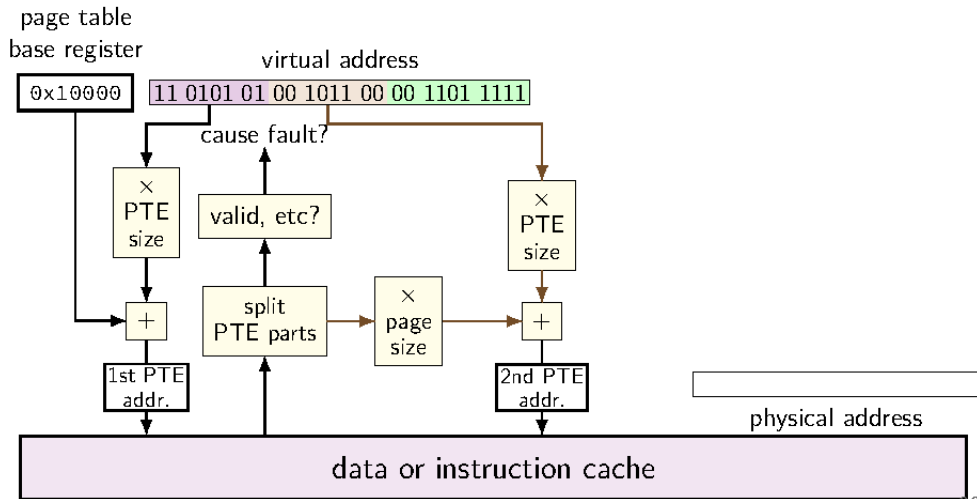 page table
base register
virtual address
0x10000
11 0101 01 00 1011 00 00 1101 1111
cause fault?
×
PTE
size
valid, etc?
×
PTE
size
split
PTE parts
×
page
size
+
+
1st PTE
addr.
2nd PTE
addr.
physical address
data or instruction cache